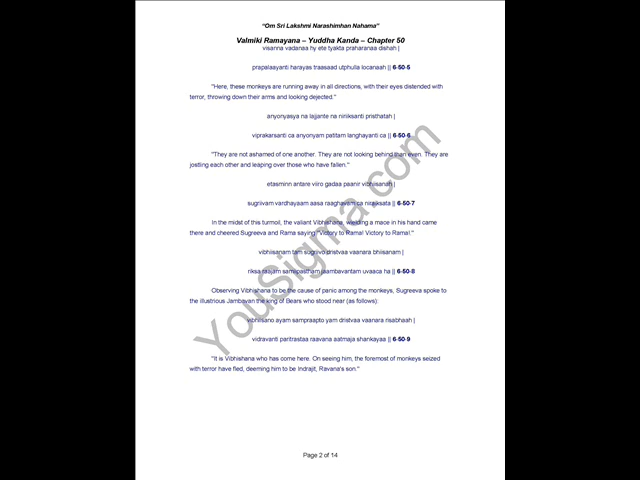 “Om Sri Lakshmi Narashimhan Nahama”
Valmiki Ramayana – Yuddha Kanda – Chapter 50
viṣaṇna vadanaa hy ete tyakta praharanaa dishah |
prapalaayanti harayas traasaad utphulla locanaah || 6-50-5
"Here, these monkeys are running away in all directions, with their eyes distended with
terror, throwing down their arms and looking dejected."
anyonyasya na lajjante na niriiksanti pristhatah |
viprakarsanti ca anyonyam patitam langhayanti ca || 6-50-6
"They are not ashamed of one another. They are not looking behind them even. They are
jostling each other and leaping over those who have fallen."
etasminn antare viiro gadaa paanir vibhiisanah |
sugriivam vardhayaam aasa raaghavam ca niraiksata || 6-50-7
In the midst of this turmoil, the valiant Vibhishana, wielding a mace in his hand came
there and cheered Sugreeva and Rama saying "Victory to Rama! Victory to Rama!."
vibhiisanam tam sugriivo dristvaa vaanara bhiisanam |
riksa raajam samiipastham jaambavantam uvaaca ha || 6-50-8
Observing Vibhishana to be the cause of panic among the monkeys, Sugreeva spoke to
the illustrious Jambavan the king of Bears who stood near (as follows):
vibhiisano ayam sampraapto yam dristvaa vaanara risabhaah |
vidravanti paritrastaa raavana aatmaja shankayaa || 6-50-9
"It is Vibhishana who has come here. On seeing him, the foremost of monkeys seized
with terror have fled, deeming him to be Indrajit, Ravana's son."
YouSigma.com
Page 2 of 14